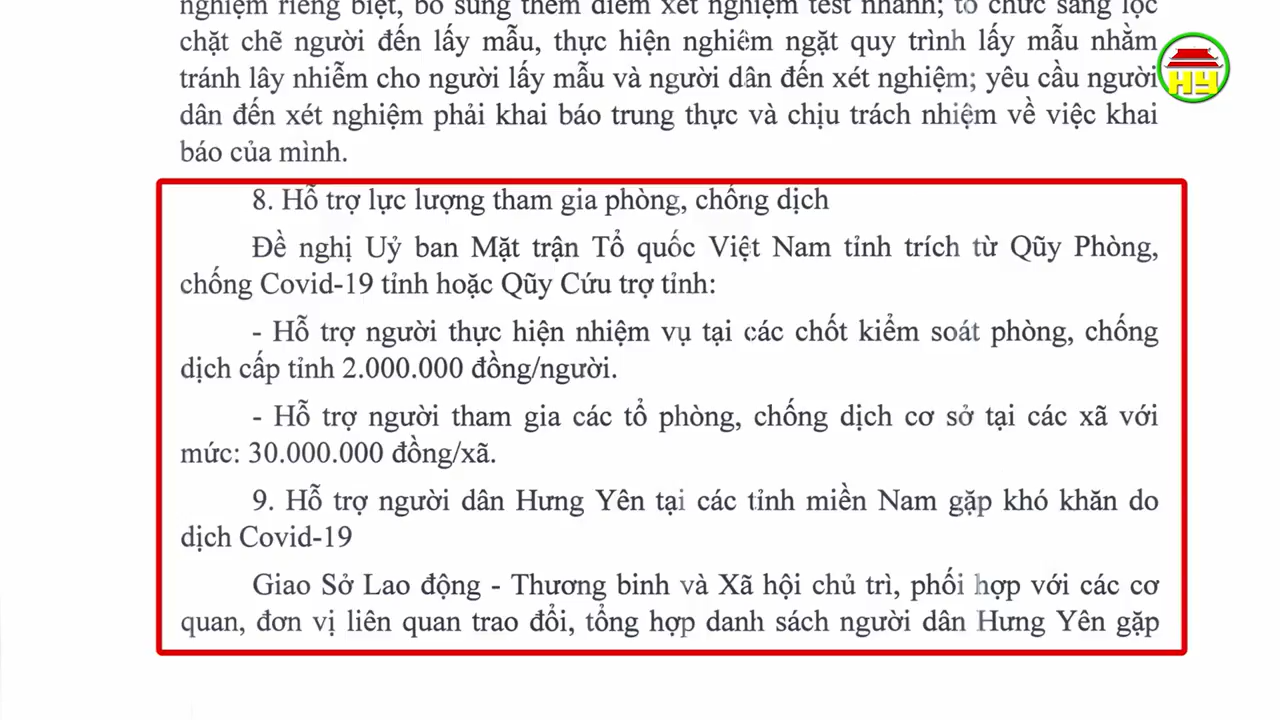 nghiệm riêng biệt, bổ sung thêm điểm xét nghiệm test nhanh; tổ chức sàng lọc
chặt chẽ người đến lấy mẫu, thực hiện nghiêm ngặt quy trình lấy mẫu nhằm
tránh lây nhiễm cho người lấy mẫu và người dân đến xét nghiệm; yêu cầu người
dân đến xét nghiệm phải khai báo trung thực và chịu trách nhiệm về việc khai
báo của mình.
HY
8. Hỗ trợ lực lượng tham gia phòng, chống dịch
Đề nghị Uỷ ban Mặt trận Tổ quốc Việt Nam tỉnh trích từ Qũy Phòng,
chống Covid-19 tỉnh hoặc Qũy Cứu trợ tỉnh:
- Hỗ trợ người thực hiện nhiệm vụ tại các chốt kiểm soát phòng, chống
dịch cấp tỉnh 2.000.000 đồng/người.
- Hỗ trợ người tham gia các tổ phòng, chống dịch cơ sở tại các xã với
mức: 30.000.000 đồng/xã.
9. Hỗ trợ người dân Hưng Yên tại các tỉnh miền Nam gặp khó khăn do
dịch Covid-19
Giao Sở Lao động - Thương binh và Xã hội chủ trì, phối hợp với các cơ
quan, đơn vị liên quan trao đổi, tổng hợp danh sách người dân Hưng Yên gặp